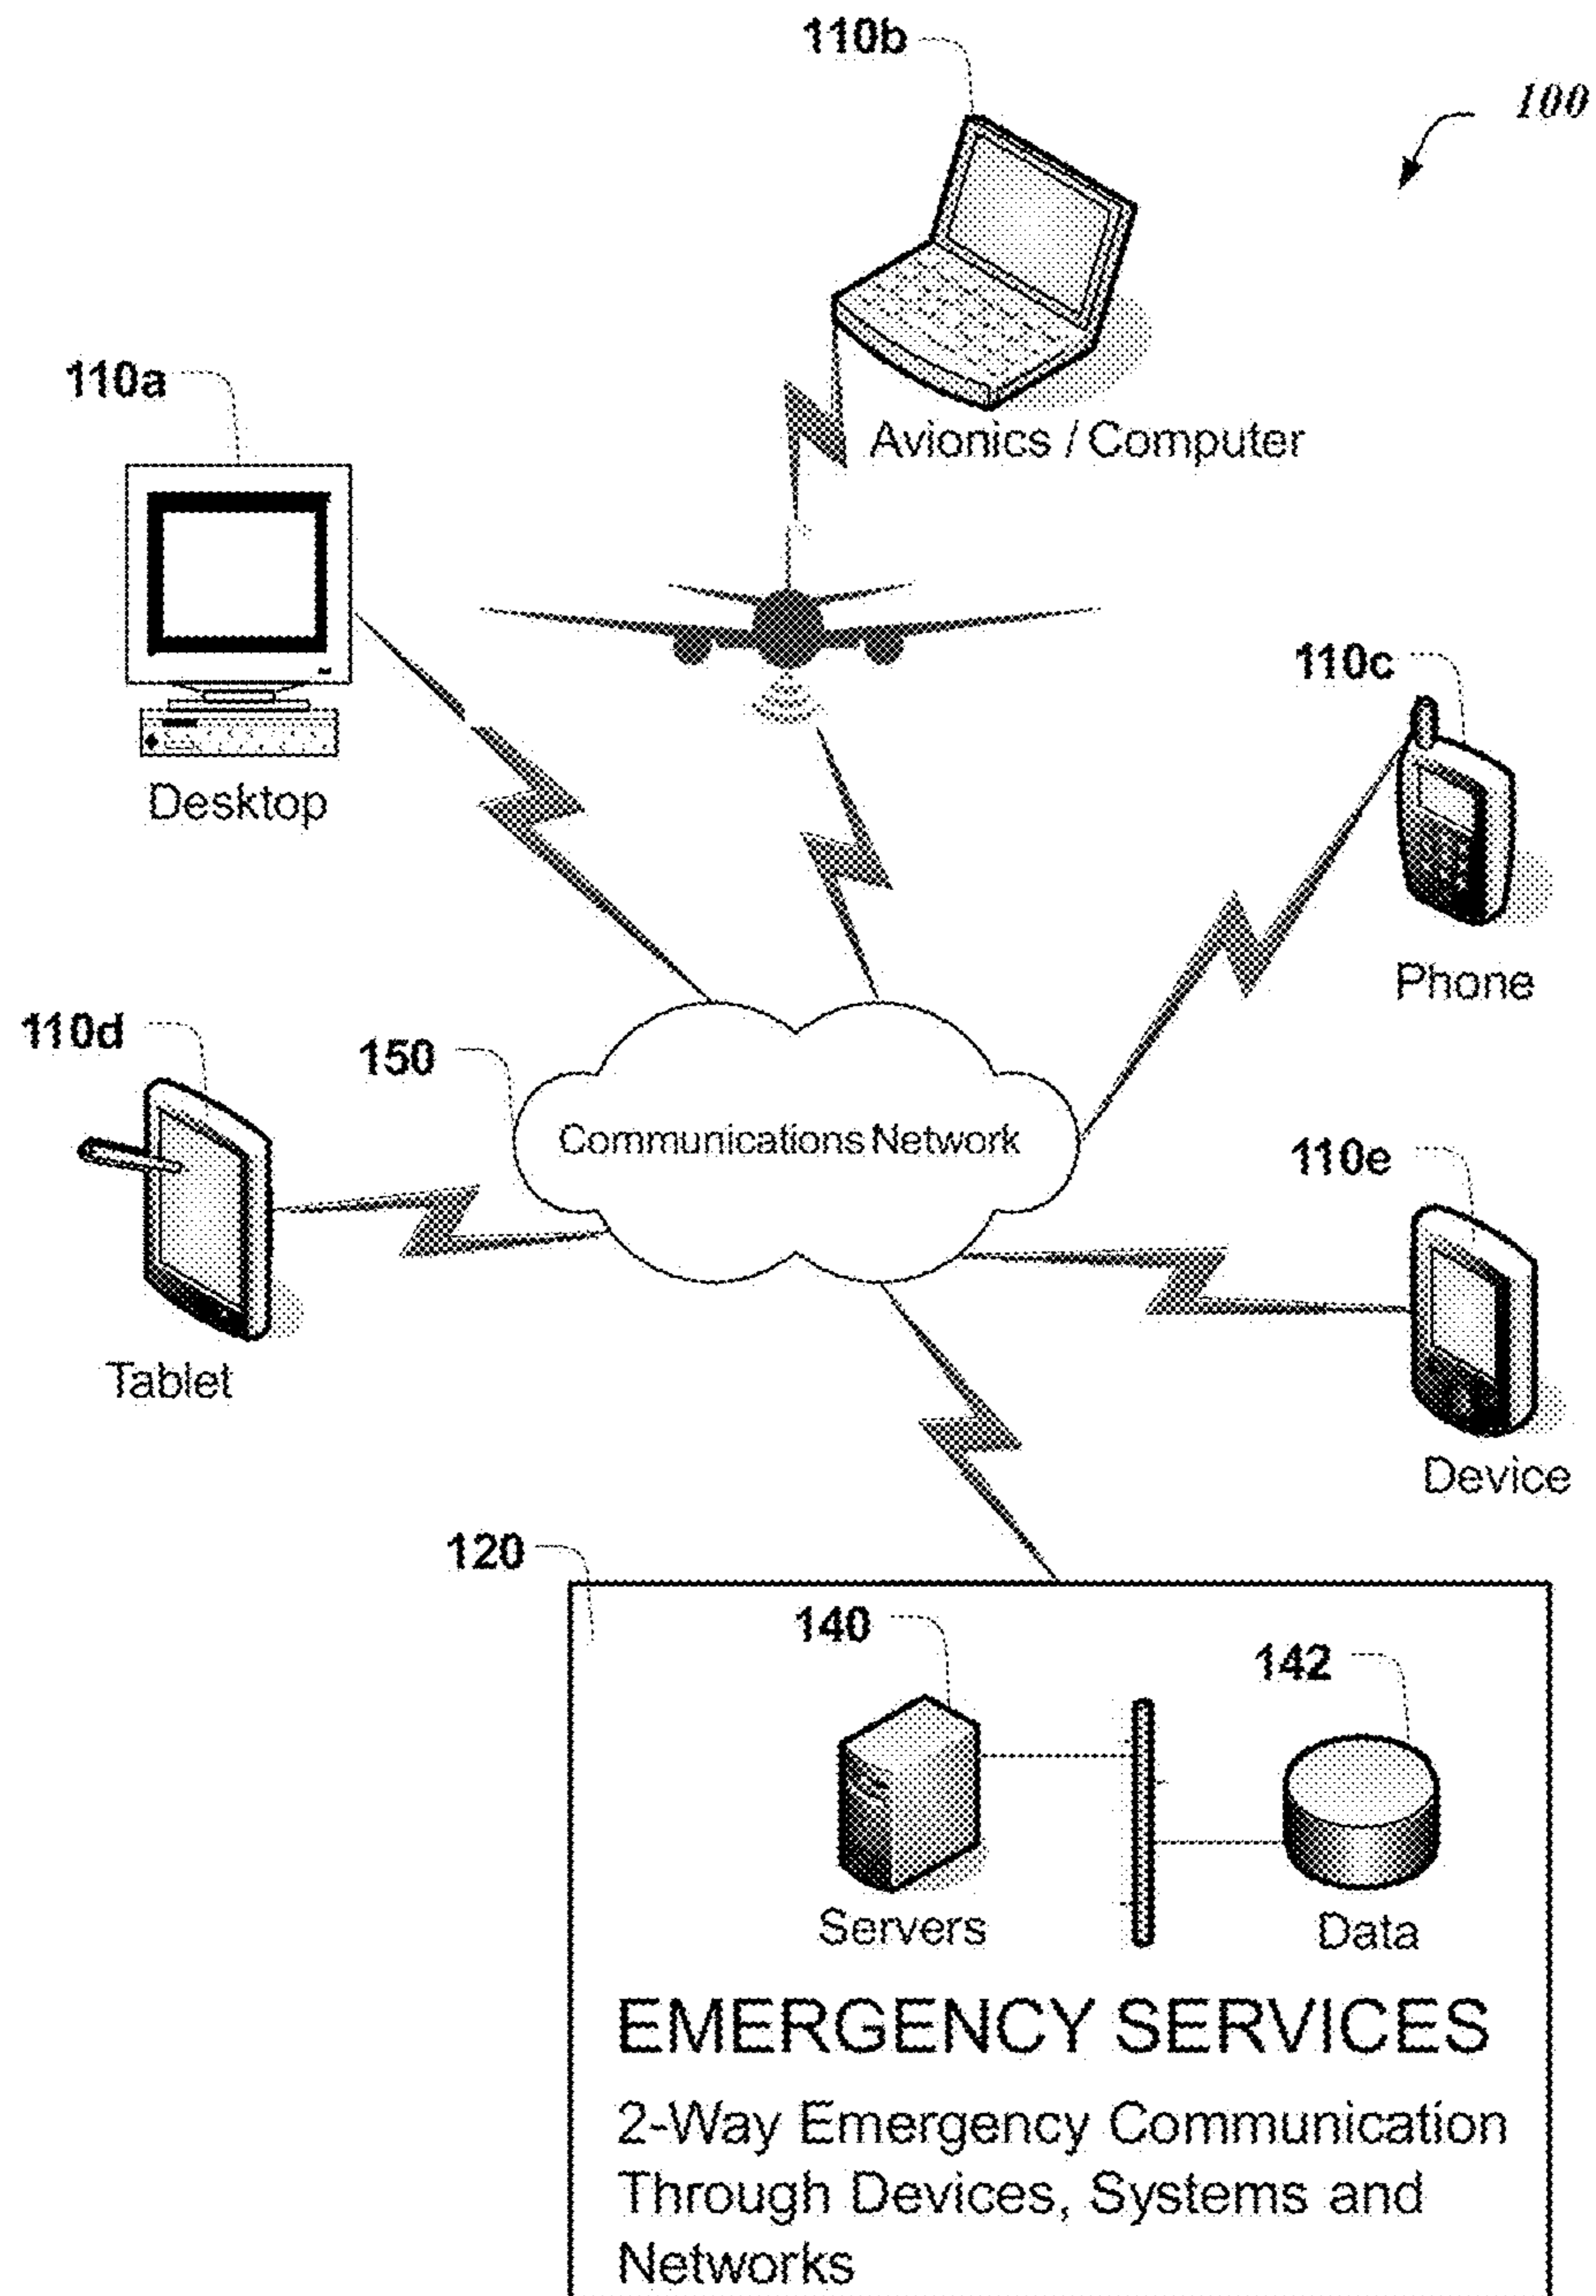 110b
100
110a
Avionics / Computer
110c
Desktop
Phone
110d
150
Communications Network
110e
Tablet
Device
120
140
142
Servers
Data
EMERGENCY SERVICES
2-Way Emergency Communication
Through Devices, Systems and
Networks